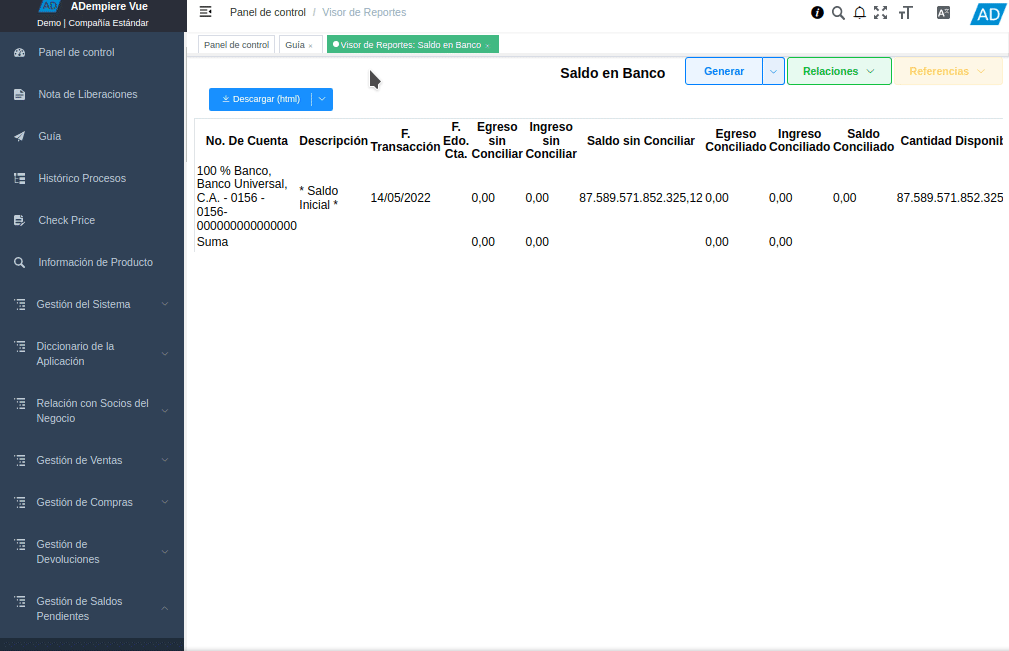 AD ADempiere Vue
Demo | Compañía Estándar
Panel de control
Nota de Liberaciones
Guía
Histórico Procesos
Check Price
Información de Producto
Gestión del Sistema
Diccionario de la
Aplicación
Relación con Socios del
Negocio
Gestión de Ventas
Gestión de Compras
Gestión de
Devoluciones
Gestión de Saldos
Pendientes
Panel de control / Visor de Reportes
AD
Panel de control
Guía ×
Visor de Reportes: Saldo en Banco ×
Saldo en Banco
Generar
Relaciones
Referencias
Descargar (html)
No. De Cuenta Descripción F. Transacción F. Edo. Cta. Egreso sin Conciliar Ingreso sin Conciliar Saldo sin Conciliar Egreso Conciliado Ingreso Conciliado Saldo Conciliado Cantidad Disponib
100 % Banco,
Banco Universal,
C.A. - 0156 -
0156-
000000000000000
* Saldo
Inicial *
14/05/2022 0,00 0,00 87.589.571.852.325,12 0,00 0,00 0,00 87.589.571.852.325
Suma 0,00 0,00 0,00 0,00